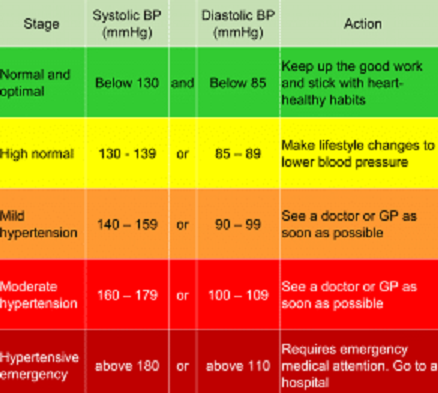 Stage Systolic BP (mmHg) Diastolic BP (mmHg) Action
Normal and optimal Below 130 and Below 85 Keep up the good work and stick with heart-healthy habits
High normal 130 - 139 or 85 – 89 Make lifestyle changes to lower blood pressure
Mild hypertension 140 – 159 or 90 – 99 See a doctor or GP as soon as possible
Moderate hypertension 160 – 179 or 100 – 109 See a doctor or GP as soon as possible
Hypertensive emergency above 180 or above 110 Requires emergency medical attention. Go to a hospital